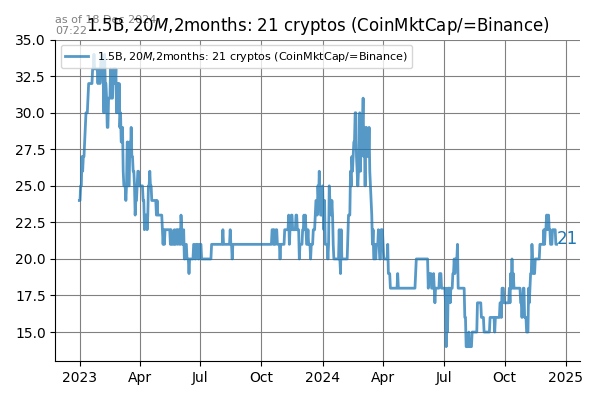 as of 18 Dec 2024
07:22
1.5B,20M,2months: 21 cryptos (CoinMktCap/=Binance)
1.5B,20M,2months: 21 cryptos (CoinMktCap/=Binance)
35.0
32.5
30.0
27.5
25.0
22.5
20.0
17.5
15.0
21
2023 Apr Jul Oct 2024 Apr Jul Oct 2025